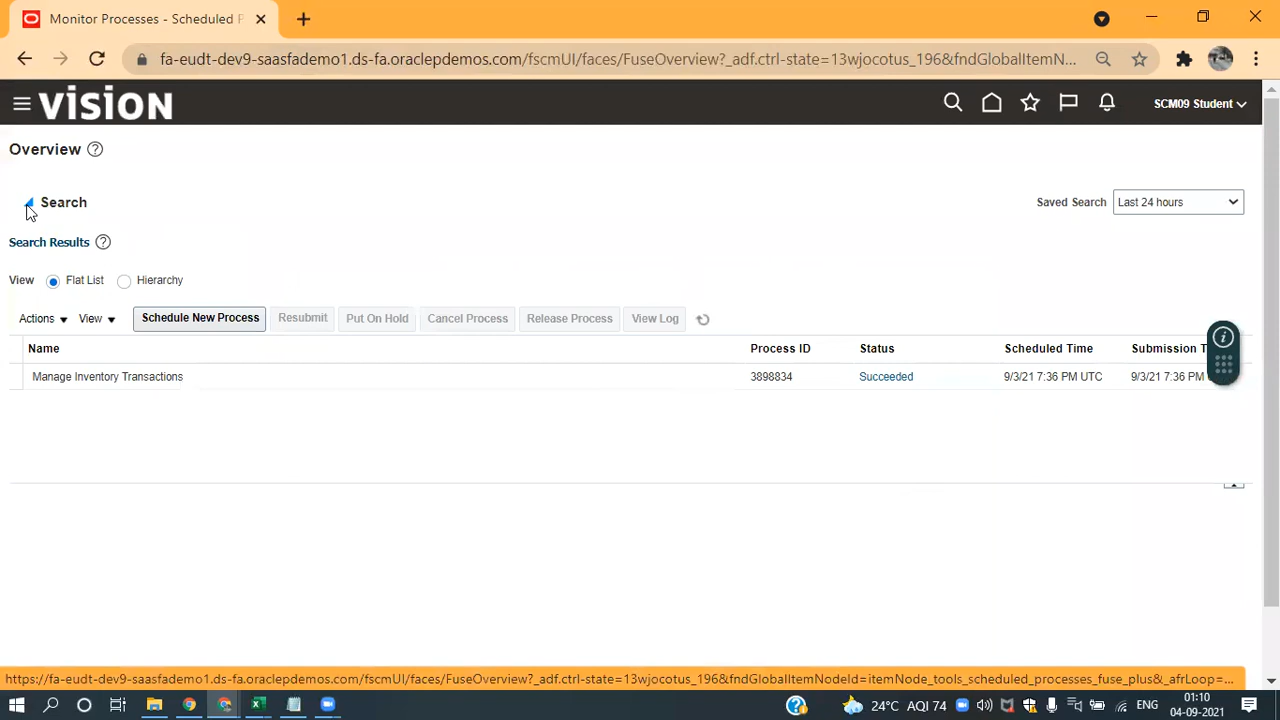 Monitor Processes - Scheduled P
fa-eudt-dev9-saasfademo1.ds-fa.oraclepdemos.com/fscmUI/faces/FuseOverview?_adf.ctrl-state=13wjocotus_196&fndGlobalItemN...
VISION
SCM09 Student
Overview
Search
Saved Search Last 24 hours
Search Results
View Flat List Hierarchy
Actions View Schedule New Process Resubmit Put On Hold Cancel Process Release Process View Log
Name Process ID Status Scheduled Time Submission T
Manage Inventory Transactions 3898834 Succeeded 9/3/21 7:36 PM UTC 9/3/21 7:36 PM
https://fa-eudt-dev9-saasfademo1.ds-fa.oraclepdemos.com/fscmUI/faces/FuseOverview?_adf.ctrl-state=13wjocotus_196&fndGlobalItemNodeId=itemNode_tools_scheduled_processes_fuse_plus&_afrLoop=...
24°C AQI 74 ENG 01:10
04-09-2021